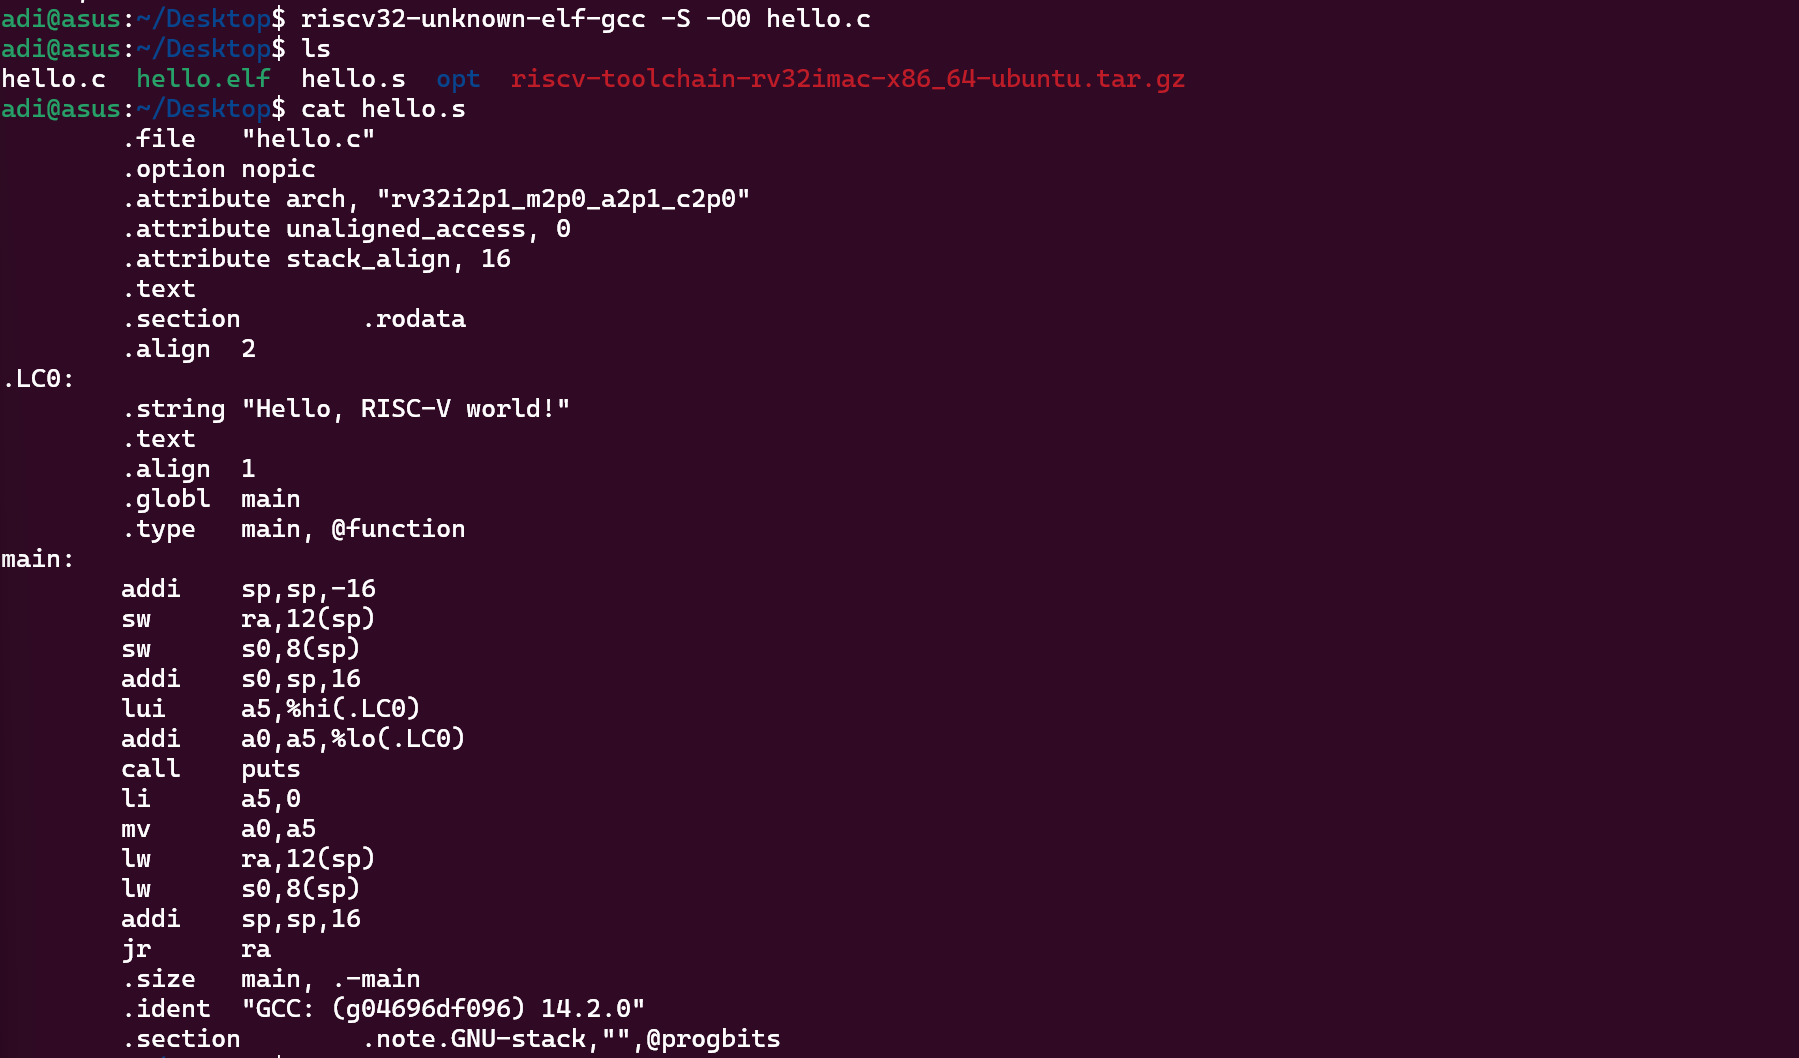 adi@asus:~/Desktop$ riscv32-unknown-elf-gcc -S -O0 hello.c
adi@asus:~/Desktop$ ls
hello.c  hello.elf  hello.s  opt  riscv-toolchain-rv32imac-x86_64-ubuntu.tar.gz
adi@asus:~/Desktop$ cat hello.s
        .file   "hello.c"
        .option nopic
        .attribute arch, "rv32i2p1_m2p0_a2p1_c2p0"
        .attribute unaligned_access, 0
        .attribute stack_align, 16
        .text
        .section        .rodata
        .align  2
.LC0:
        .string "Hello, RISC-V world!"
        .text
        .align  1
        .globl  main
        .type   main, @function
main:
        addi    sp,sp,-16
        sw      ra,12(sp)
        sw      s0,8(sp)
        addi    s0,sp,16
        lui     a5,%hi(.LC0)
        addi    a0,a5,%lo(.LC0)
        call    puts
        li      a5,0
        mv      a0,a5
        lw      ra,12(sp)
        lw      s0,8(sp)
        addi    sp,sp,16
        jr      ra
        .size   main, .-main
        .ident  "GCC: (g04696df096) 14.2.0"
        .section        .note.GNU-stack,"",@progbits